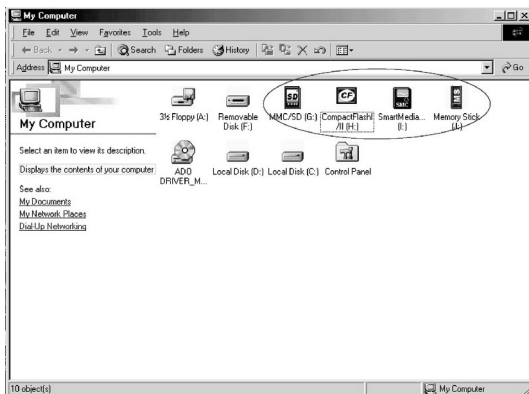 My Computer
File Edit View Favorites Tools Help
Back Search Folders History
Address My Computer Go
3½ Floppy (A:) Removable Disk (F:) MMC/SD (G:) CompactFlashI/II (H:) SmartMedia... (I:) Memory Stick (J:)
SD CF SMC MS
My Computer
ADO DRIVER_M... Local Disk (D:) Local Disk (C:) Control Panel
Select an item to view its description.
Displays the contents of your computer
See also:
My Documents
My Network Places
Dial-Up Networking
10 object(s) My Computer